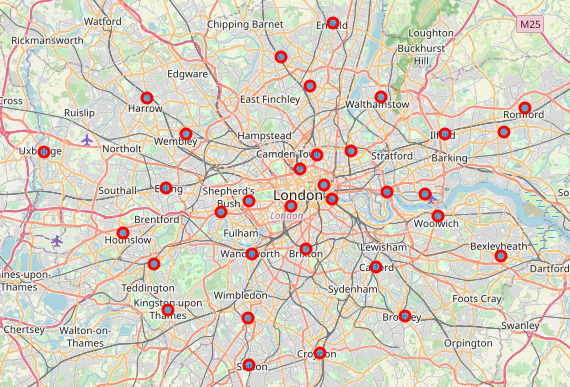 Watford
Chipping Barnet
Enfield
Loughton
M25
Rickmansworth
Buckhurst
Hill
Edgware
Cross
Harrow
East Finchley
Walthamstow
Romford
Ruislip
Wembley
Hampstead
Ilford
Uxbridge
Northolt
Camden Town
Stratford
Barking
Southall
Ealing
Shepherd's
Bush
London
London
Brentford
Fulham
Woolwich
Hounslow
Wandsworth
Brixton
Lewisham
Bexleyheath
Dartford
Catford
Teddington
Sydenham
Wimbledon
Foots Cray
Kingston upon
Thames
Bromley
Chertsey
Walton-on-
Thames
Orpington
Swanley
Croydon
Sutton